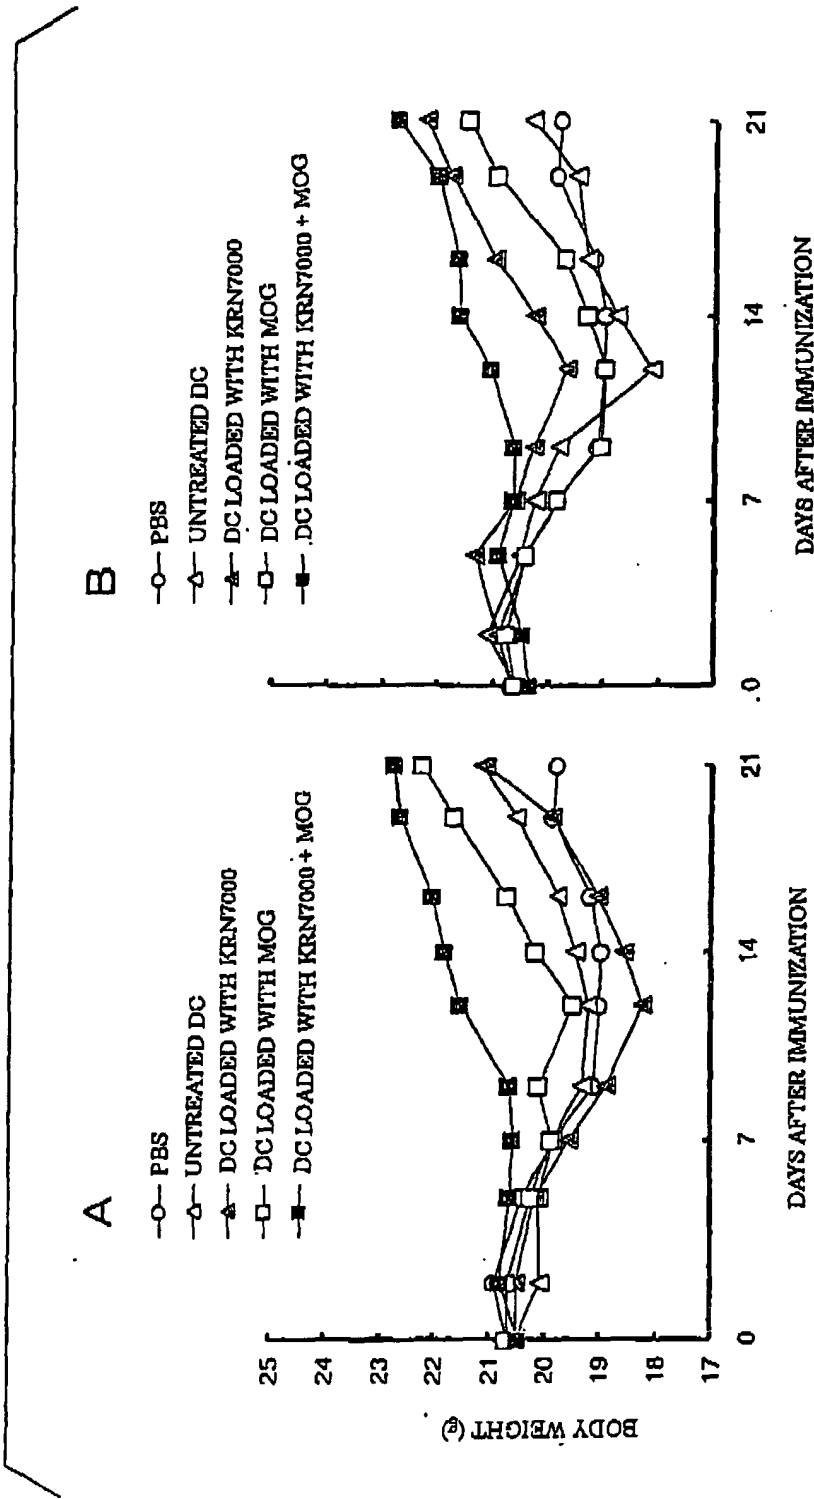 A
PBS
UNTREATED DC
DC LOADED WITH KRN7000
DC LOADED WITH MOG
DC LOADED WITH KRN7000 + MOG
BODY WEIGHT (g)
25
24
23
22
21
20
19
18
17
0
7
14
21
DAYS AFTER IMMUNIZATION
B
PBS
UNTREATED DC
DC LOADED WITH KRN7000
DC LOADED WITH MOG
DC LOADED WITH KRN7000 + MOG
0
7
14
21
DAYS AFTER IMMUNIZATION